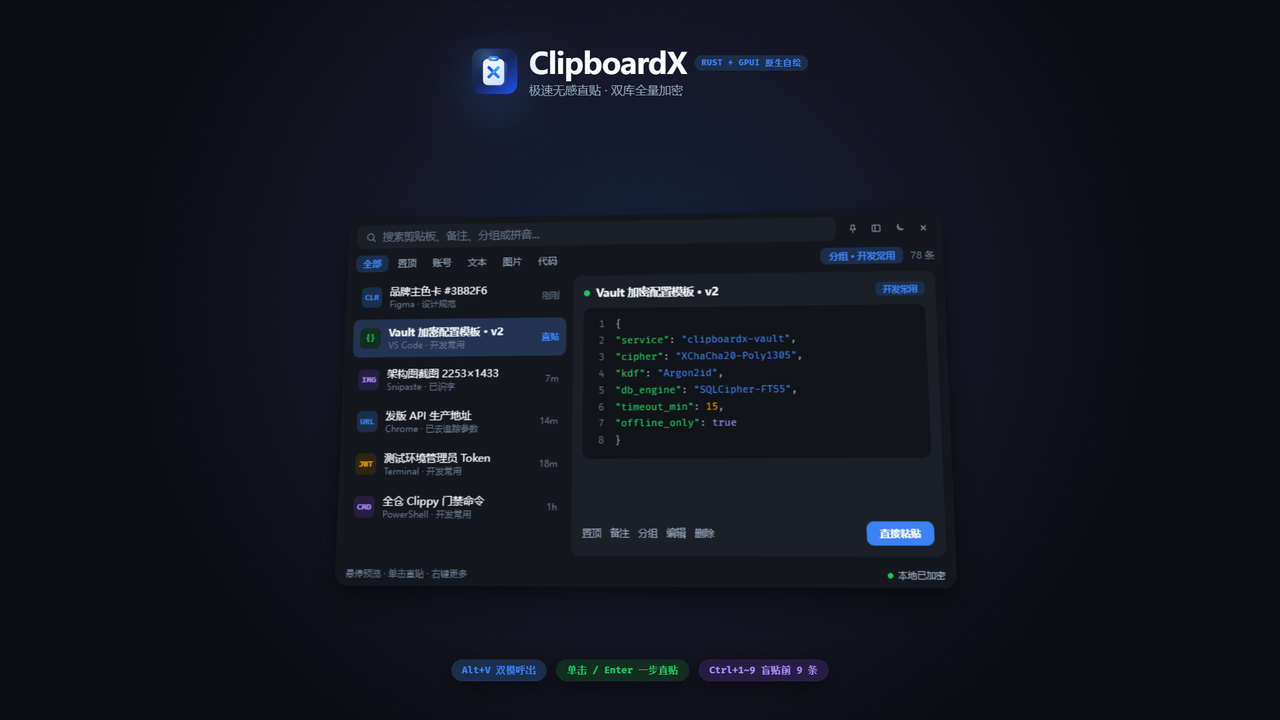 ClipboardX RUST + GPUI 原生自绘
极速无感直贴 · 双库全量加密
搜索剪贴板、备注、分组或拼音...
全部 置顶 账号 文本 图片 代码
分组 • 开发常用 78 条
CLR 品牌主色卡 #3B82F6 刚刚
Figma · 设计规范
{} Vault 加密配置模板 • v2 直贴
VS Code · 开发常用
IMG 架构图截图 2253×1433 7m
Snipaste · 已识字
URL 发版 API 生产地址 14m
Chrome · 已去追踪参数
JWT 测试环境管理员 Token 18m
Terminal · 开发常用
CMD 全仓 Clippy 门禁命令 1h
PowerShell · 开发常用
Vault 加密配置模板 • v2 开发常用
1 {
2 "service": "clipboardx-vault",
3 "cipher": "XChaCha20-Poly1305",
4 "kdf": "Argon2id",
5 "db_engine": "SQLCipher-FTS5",
6 "timeout_min": 15,
7 "offline_only": true
8 }
置顶 备注 分组 编辑 删除 直接粘贴
悬停预览 · 单击直贴 · 右键更多 本地已加密
Alt+V 双模呼出 单击 / Enter 一步直贴 Ctrl+1~9 盲贴前 9 条